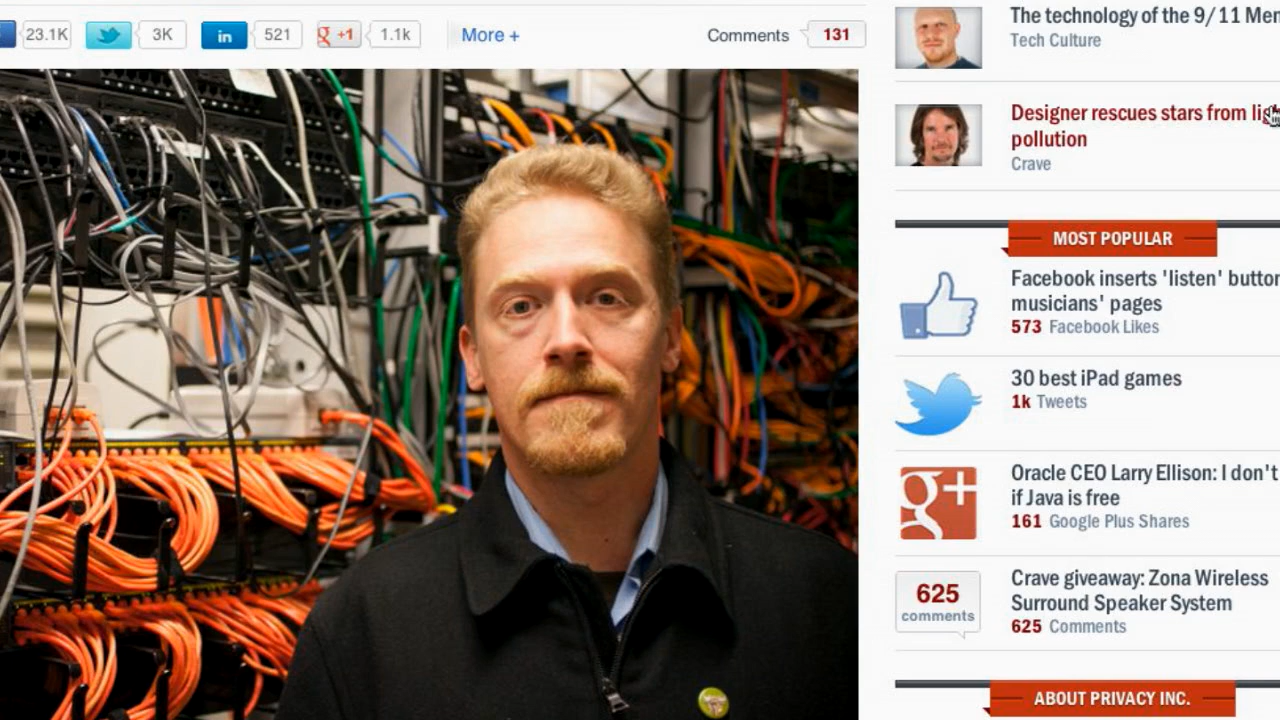 23.1K
3K
in
521
g +1
1.1k
More +
Comments
131
The technology of the 9/11
Tech Culture
Designer rescues stars from
pollution
Crave
MOST POPULAR
Facebook inserts 'listen'
musicians' pages
573 Facebook Likes
30 best iPad games
1k Tweets
g+
Oracle CEO Larry Ellison: I don't
if Java is free
161 Google Plus Shares
625
comments
Crave giveaway: Zona Wireless
Surround Speaker System
625 Comments
ABOUT PRIVACY INC.